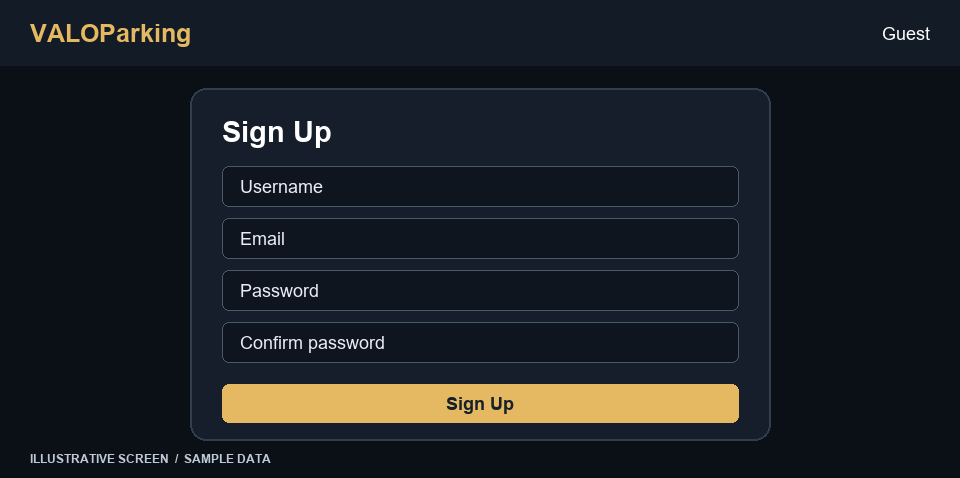 VALOParking
Guest
Sign Up
Username
Email
Password
Confirm password
Sign Up
ILLUSTRATIVE SCREEN / SAMPLE DATA